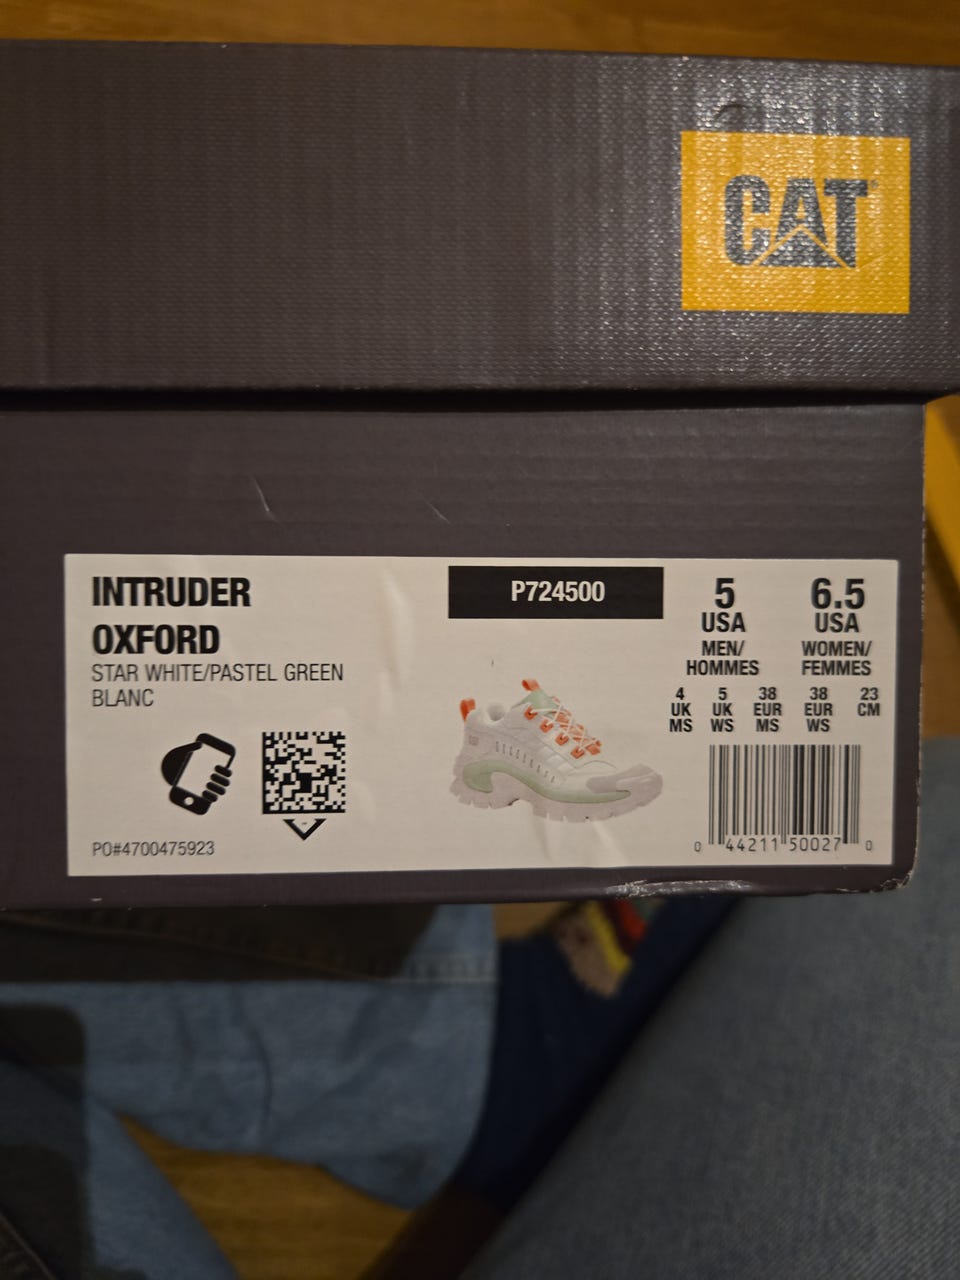 CAT
INTRUDER
OXFORD
STAR WHITE/PASTEL GREEN
BLANC
PO#4700475923
P724500
5
USA
MEN/
HOMMES
6.5
USA
WOMEN/
FEMMES
4
UK
MS
5
UK
WS
38
EUR
MS
38
EUR
WS
23
CM
0 44211 50027 0